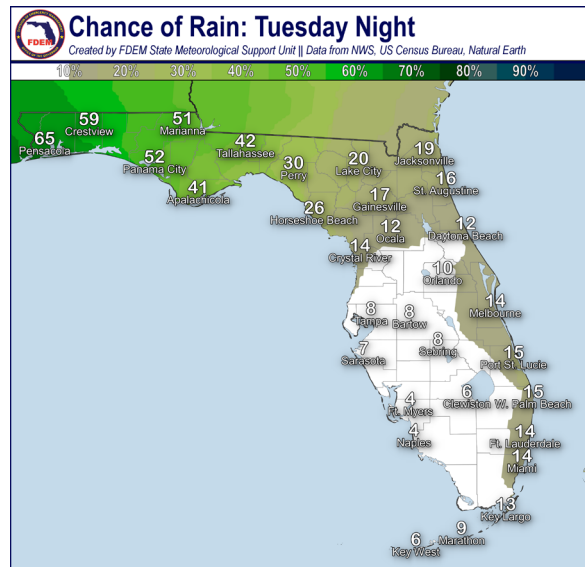 FDEM
Chance of Rain: Tuesday Night
Created by FDEM State Meteorological Support Unit || Data from NWS, US Census Bureau, Natural Earth
10% 20% 30% 40% 50% 60% 70% 80% 90%
59
Crestview
51
Marianna
65
Pensacola
42
Tallahassee
19
Jacksonville
52
Panama City
30
Perry
20
Lake City
16
St. Augustine
41
Apalachicola
17
Gainesville
26
Horseshoe Beach
12
Ocala
12
Daytona Beach
14
Crystal River
10
Orlando
14
Melbourne
8
Tampa
8
Bartow
8
Sebring
7
Sarasota
15
Port St. Lucie
4
Ft. Myers
6
Clewiston
15
W. Palm Beach
4
Naples
14
Ft. Lauderdale
14
Miami
13
Key Largo
9
Marathon
6
Key West